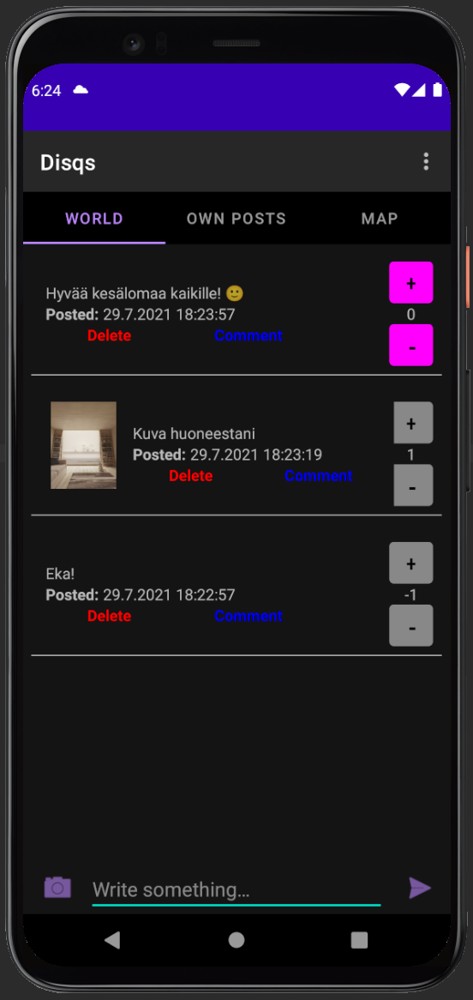 6:24
Disqs
WORLD OWN POSTS MAP
Hyvää kesälomaa kaikille! 🙂
Posted: 29.7.2021 18:23:57
Delete Comment
+
0
-
Kuva huoneestani
Posted: 29.7.2021 18:23:19
Delete Comment
+
1
-
Eka!
Posted: 29.7.2021 18:22:57
Delete Comment
+
-1
-
Write something…